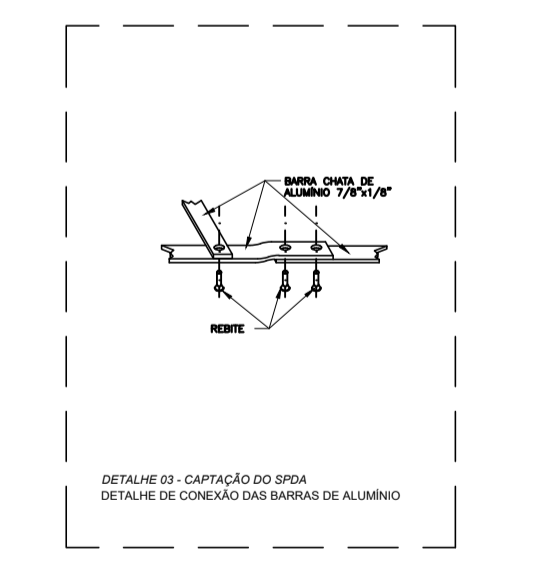 BARRA CHATA DE
ALUMÍNIO 7/8"x1/8"
REBITE
DETALHE 03 - CAPTAÇÃO DO SPDA
DETALHE DE CONEXÃO DAS BARRAS DE ALUMÍNIO